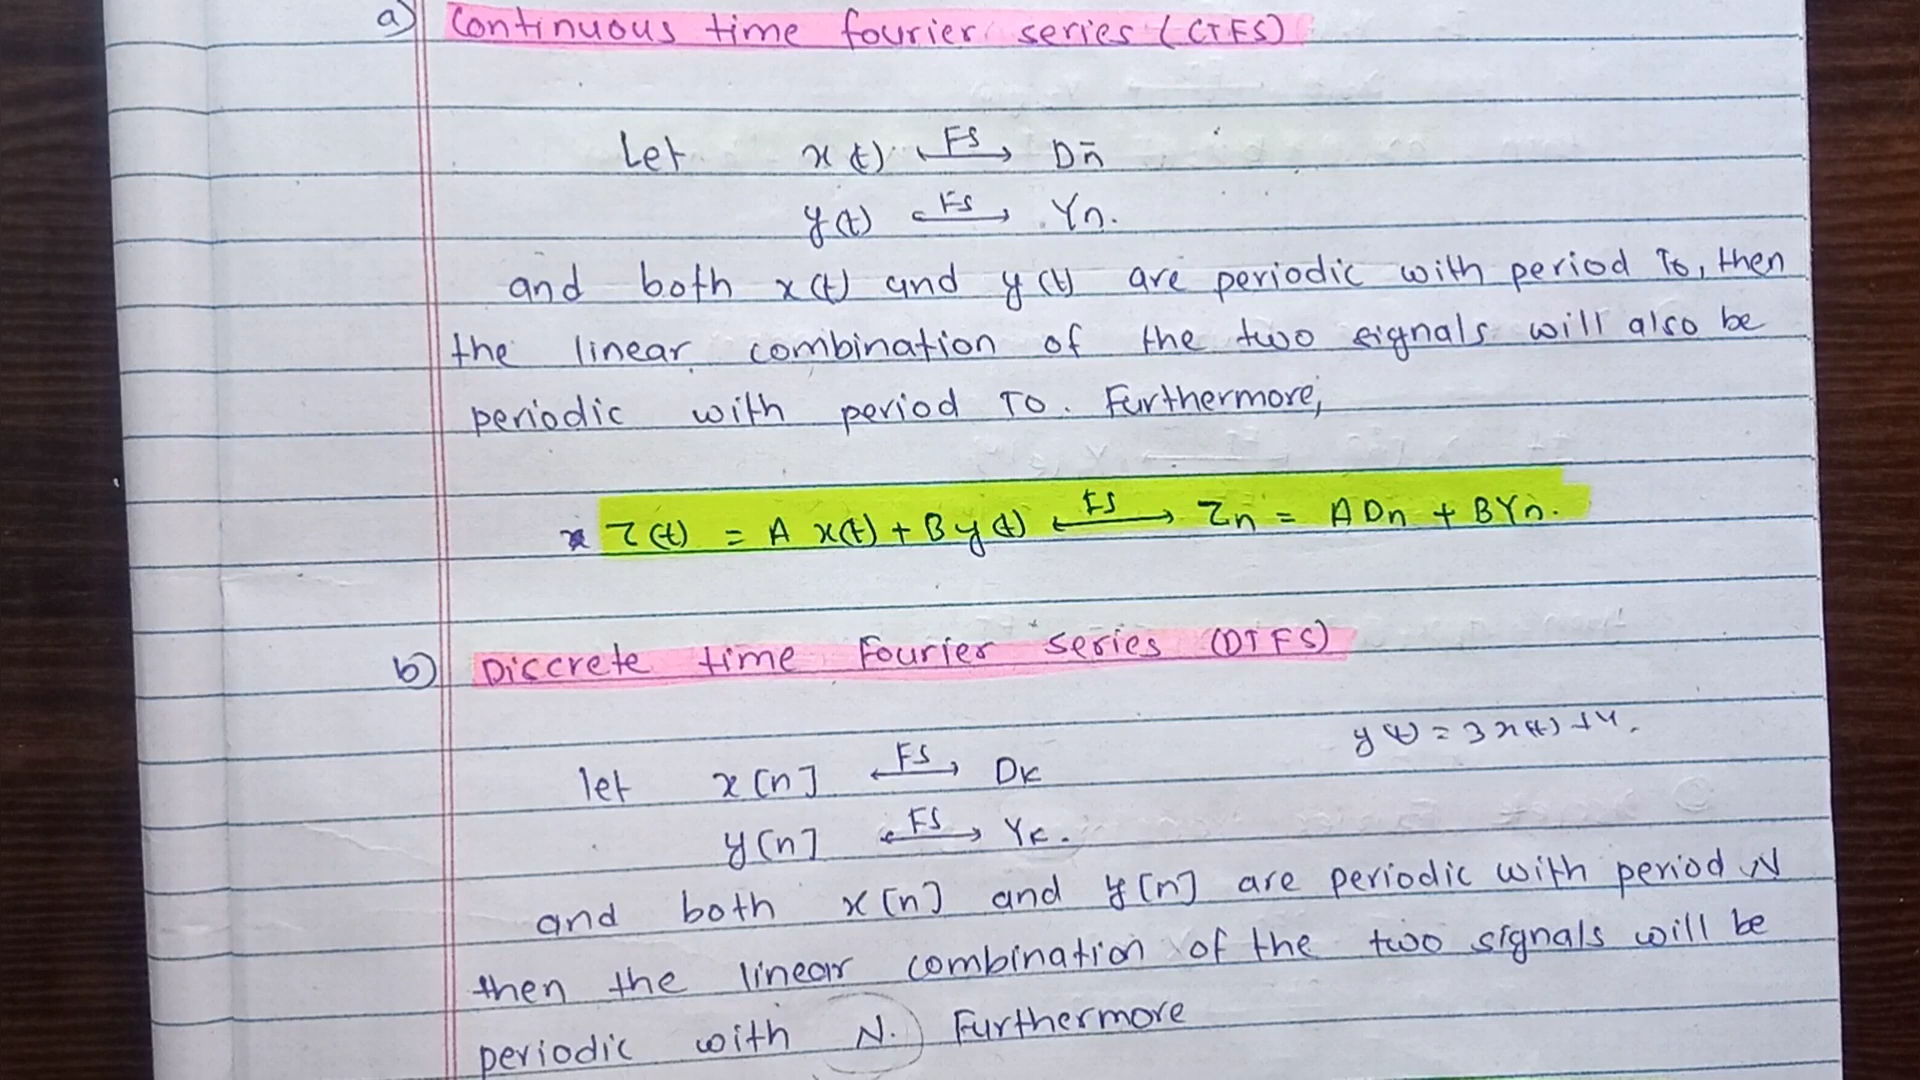 a) Continuous time fourier series (CTFS)
Let x(t) ←FS→ Dn
y(t) ←FS→ Yn.
and both x(t) and y(t) are periodic with period To, then
the linear combination of the two signals will also be
periodic with period To. Furthermore,
* Z(t) = A x(t) + B y(t) ←FS→ Zn = A Dn + B Yn.
b) Discrete time Fourier series (DTFS)
y(t) = 3x(t) + 4.
let x[n] ←FS→ DK
y[n] ←FS→ YK.
and both x[n] and y[n] are periodic with period N
then the linear combination of the two signals will be
periodic with N. Furthermore